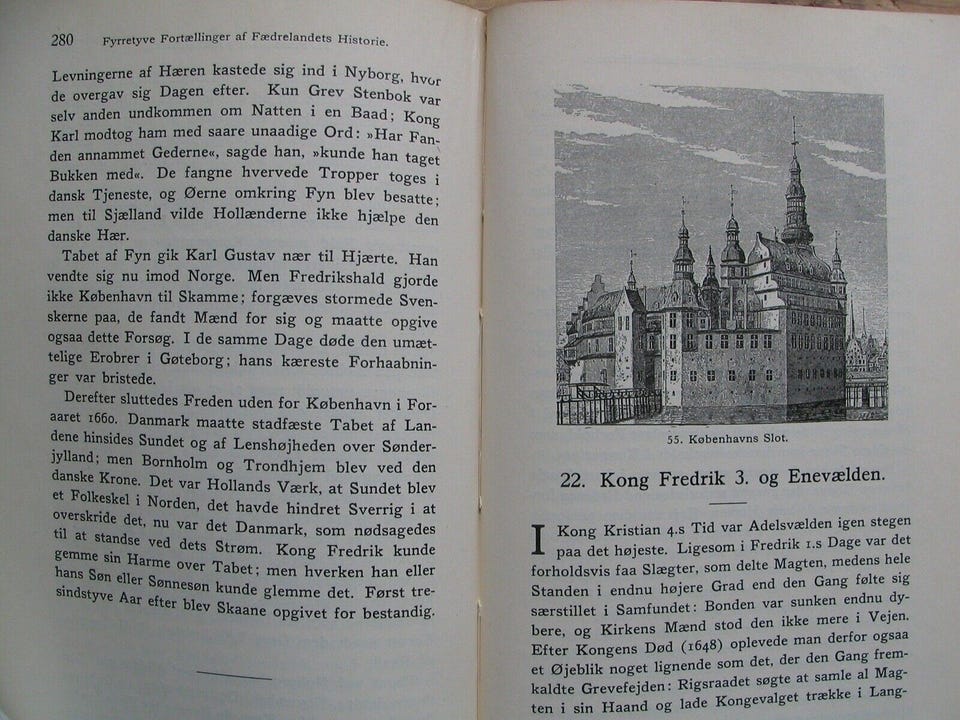 280 Fyrretyve Fortællinger af Fædrelandets Historie.
Levningerne af Hæren kastede sig ind i Nyborg, hvor
de overgav sig Dagen efter. Kun Grev Stenbok var
selv anden undkommen om Natten i en Baad; Kong
Karl modtog ham med saare unaadige Ord: »Har Fan-
den annammet Gederne«, sagde han, »kunde han taget
Bukken med«. De fangne hvervede Tropper toges i
dansk Tjeneste, og Øerne omkring Fyn blev besatte;
men til Sjælland vilde Hollænderne ikke hjælpe den
danske Hær.
Tabet af Fyn gik Karl Gustav nær til Hjærte. Han
vendte sig nu imod Norge. Men Fredrikshald gjorde
ikke København til Skamme; forgæves stormede Sven-
skerne paa, de fandt Mænd for sig og maatte opgive
ogsaa dette Forsøg. I de samme Dage døde den umæt-
telige Erobrer i Gøteborg; hans kæreste Forhaabnin-
ger var bristede.
Derefter sluttedes Freden uden for København i For-
aaret 1660. Danmark maatte stadfæste Tabet af Lan-
dene hinsides Sundet og af Lenshøjheden over Sønder-
jylland; men Bornholm og Trondhjem blev ved den
danske Krone. Det var Hollands Værk, at Sundet blev
et Folkeskel i Norden, det havde hindret Sverrig i at
overskride det, nu var det Danmark, som nødsagedes
til at standse ved dets Strøm. Kong Fredrik kunde
gemme sin Harme over Tabet; men hverken han eller
hans Søn eller Sønnesøn kunde glemme det. Først tre-
sindstyve Aar efter blev Skaane opgivet for bestandig.
55. Københavns Slot.
22. Kong Fredrik 3. og Enevælden.
I Kong Kristian 4.s Tid var Adelsvælden igen stegen
paa det højeste. Ligesom i Fredrik 1.s Dage var det
forholdsvis faa Slægter, som delte Magten, medens hele
Standen i endnu højere Grad end den Gang følte sig
særstillet i Samfundet: Bonden var sunken endnu dy-
bere, og Kirkens Mænd stod den ikke mere i Vejen.
Efter Kongens Død (1648) oplevede man derfor ogsaa
et Øjeblik noget lignende som det, der den Gang frem-
kaldte Grevefejden: Rigsraadet søgte at samle al Mag-
ten i sin Haand og lade Kongevalget trække i Lang-